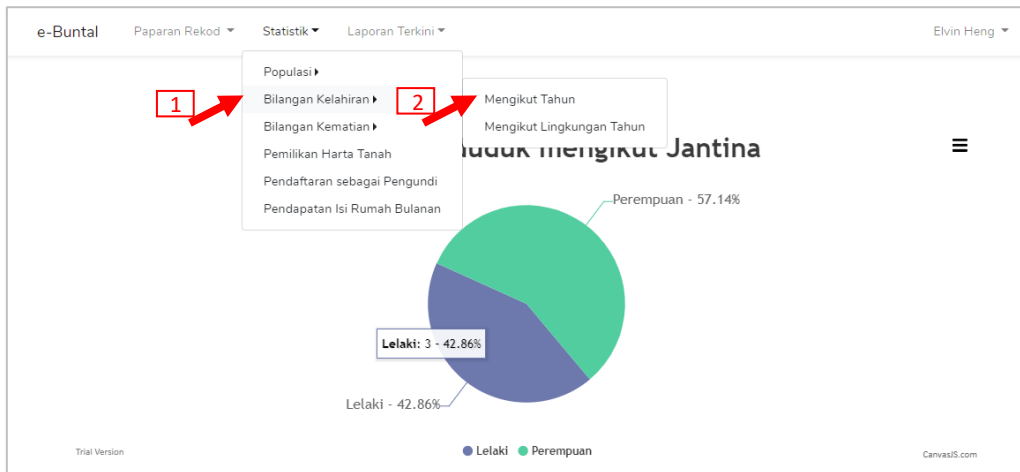 e-Buntal Paparan Rekod Statistik Laporan Terkini Elvin Heng
Populasi
1 Bilangan Kelahiran 2 Mengikut Tahun
Bilangan Kematian Mengikut Lingkungan Tahun
Pemilikan Harta Tanah mengikut Jantina
Pendaftaran sebagai Pengundi
Pendapatan Isi Rumah Bulanan
Perempuan - 57.14%
Lelaki: 3 - 42.86%
Lelaki - 42.86%
Trial Version Lelaki Perempuan CanvasJS.com